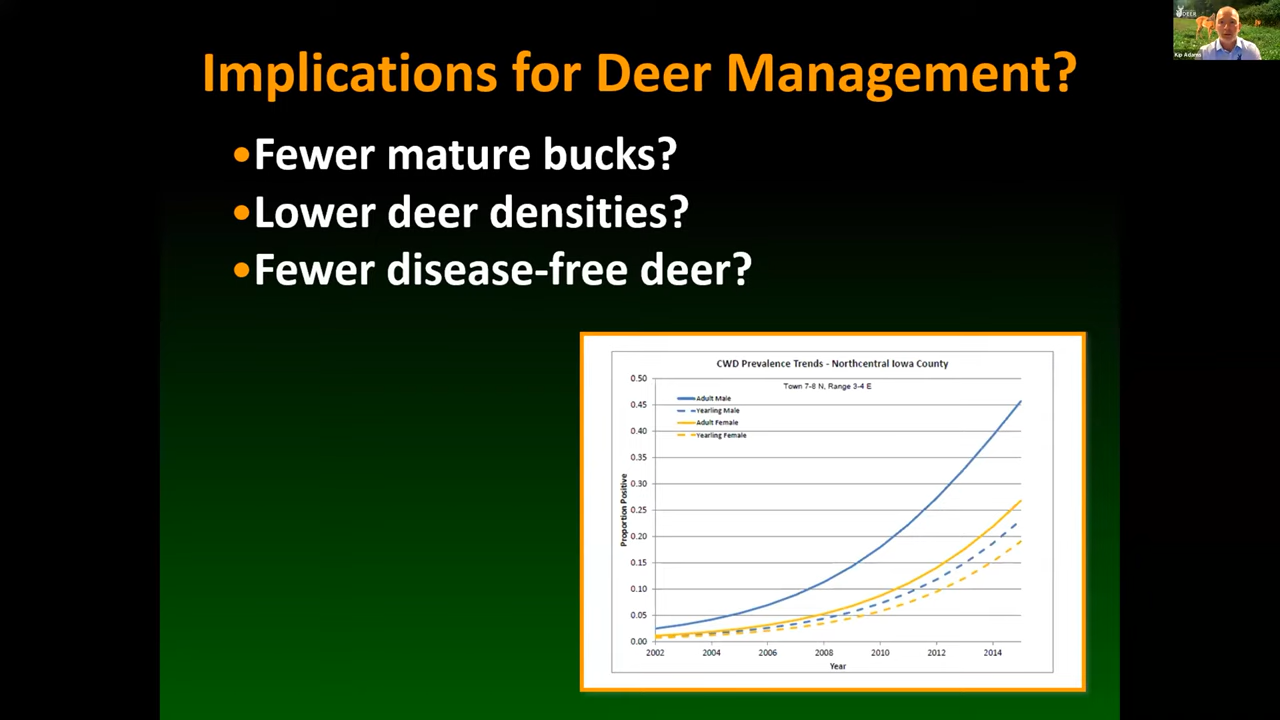 DEER
Kip Adams
Implications for Deer Management?
•Fewer mature bucks?
•Lower deer densities?
•Fewer disease-free deer?
CWD Prevalence Trends - Northcentral Iowa County
Town 7-8 N, Range 3-4 E
Adult Male
Yearling Male
Adult Female
Yearling Female
Proportion Positive
0.50
0.45
0.40
0.35
0.30
0.25
0.20
0.15
0.10
0.05
0.00
2002 2004 2006 2008 2010 2012 2014
Year